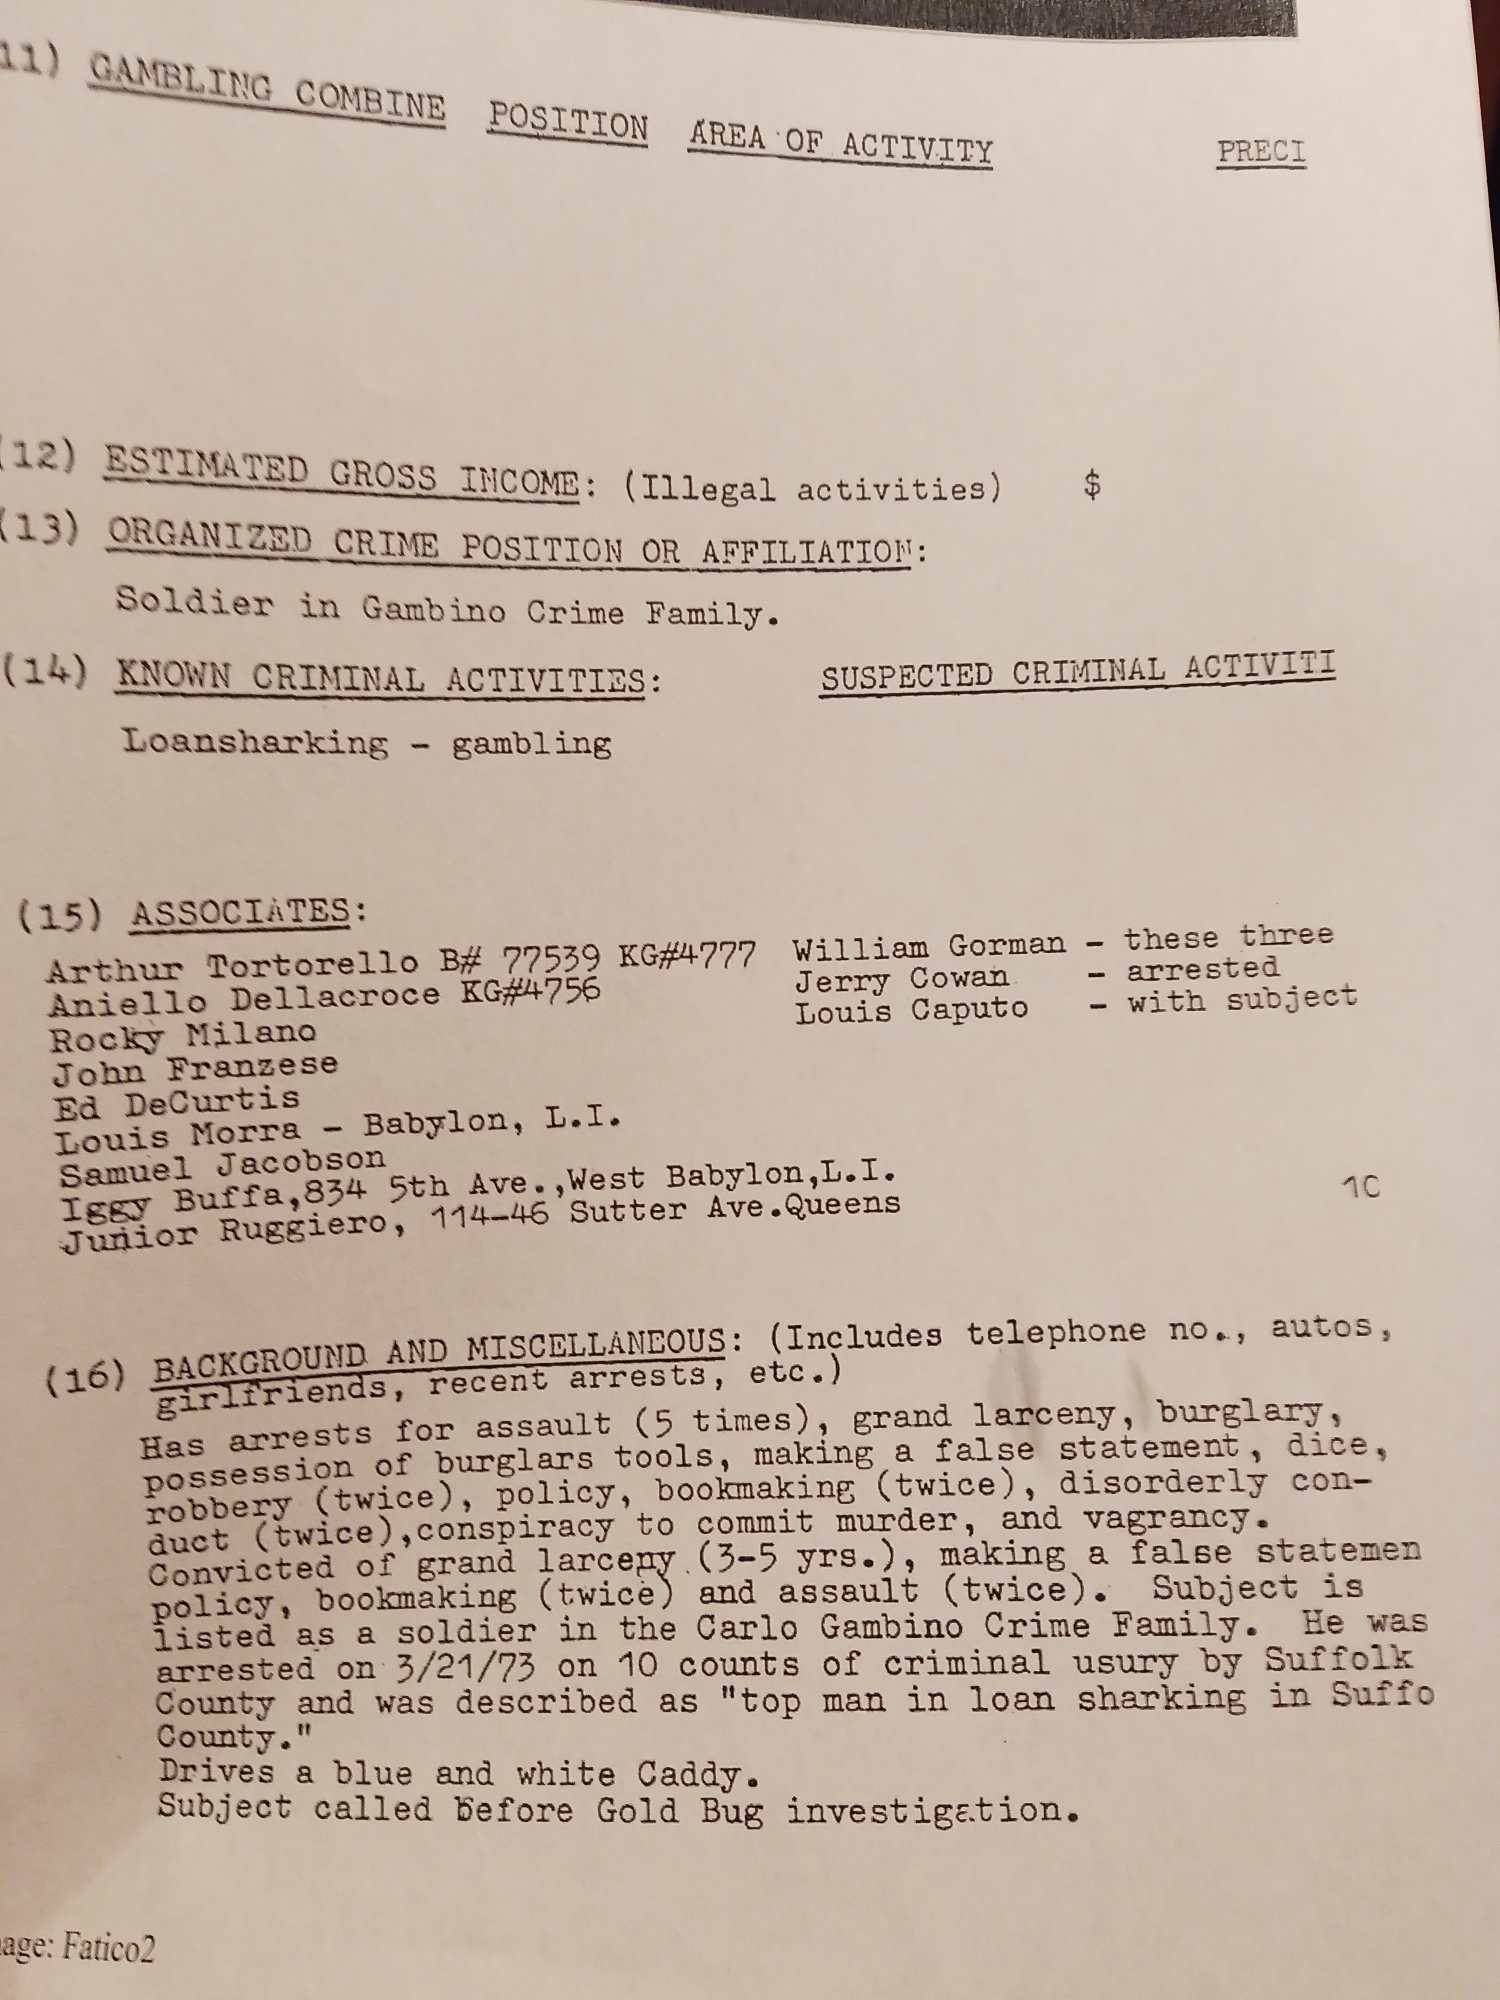 11) GAMBLING COMBINE POSITION AREA OF ACTIVITY PRECI
(12) ESTIMATED GROSS INCOME: (Illegal activities) $
(13) ORGANIZED CRIME POSITION OR AFFILIATION:
Soldier in Gambino Crime Family.
(14) KNOWN CRIMINAL ACTIVITIES: SUSPECTED CRIMINAL ACTIVITI
Loansharking - gambling
(15) ASSOCIATES:
Arthur Tortorello B# 77539 KG#4777 William Gorman - these three
Aniello Dellacroce KG#4756 Jerry Cowan - arrested
Rocky Milano Louis Caputo - with subject
John Franzese
Ed DeCurtis
Louis Morra - Babylon, L.I.
Samuel Jacobson
Iggy Buffa,834 5th Ave.,West Babylon,L.I.
Junior Ruggiero, 114-46 Sutter Ave.Queens
1C
(16) BACKGROUND AND MISCELLANEOUS: (Includes telephone no., autos,
girlfriends, recent arrests, etc.)
Has arrests for assault (5 times), grand larceny, burglary,
possession of burglars tools, making a false statement, dice,
robbery (twice), policy, bookmaking (twice), disorderly con-
duct (twice),conspiracy to commit murder, and vagrancy.
Convicted of grand larceny (3-5 yrs.), making a false statemen
policy, bookmaking (twice) and assault (twice). Subject is
listed as a soldier in the Carlo Gambino Crime Family. He was
arrested on 3/21/73 on 10 counts of criminal usury by Suffolk
County and was described as "top man in loan sharking in Suffo
County."
Drives a blue and white Caddy.
Subject called before Gold Bug investigation.
age: Fatico2